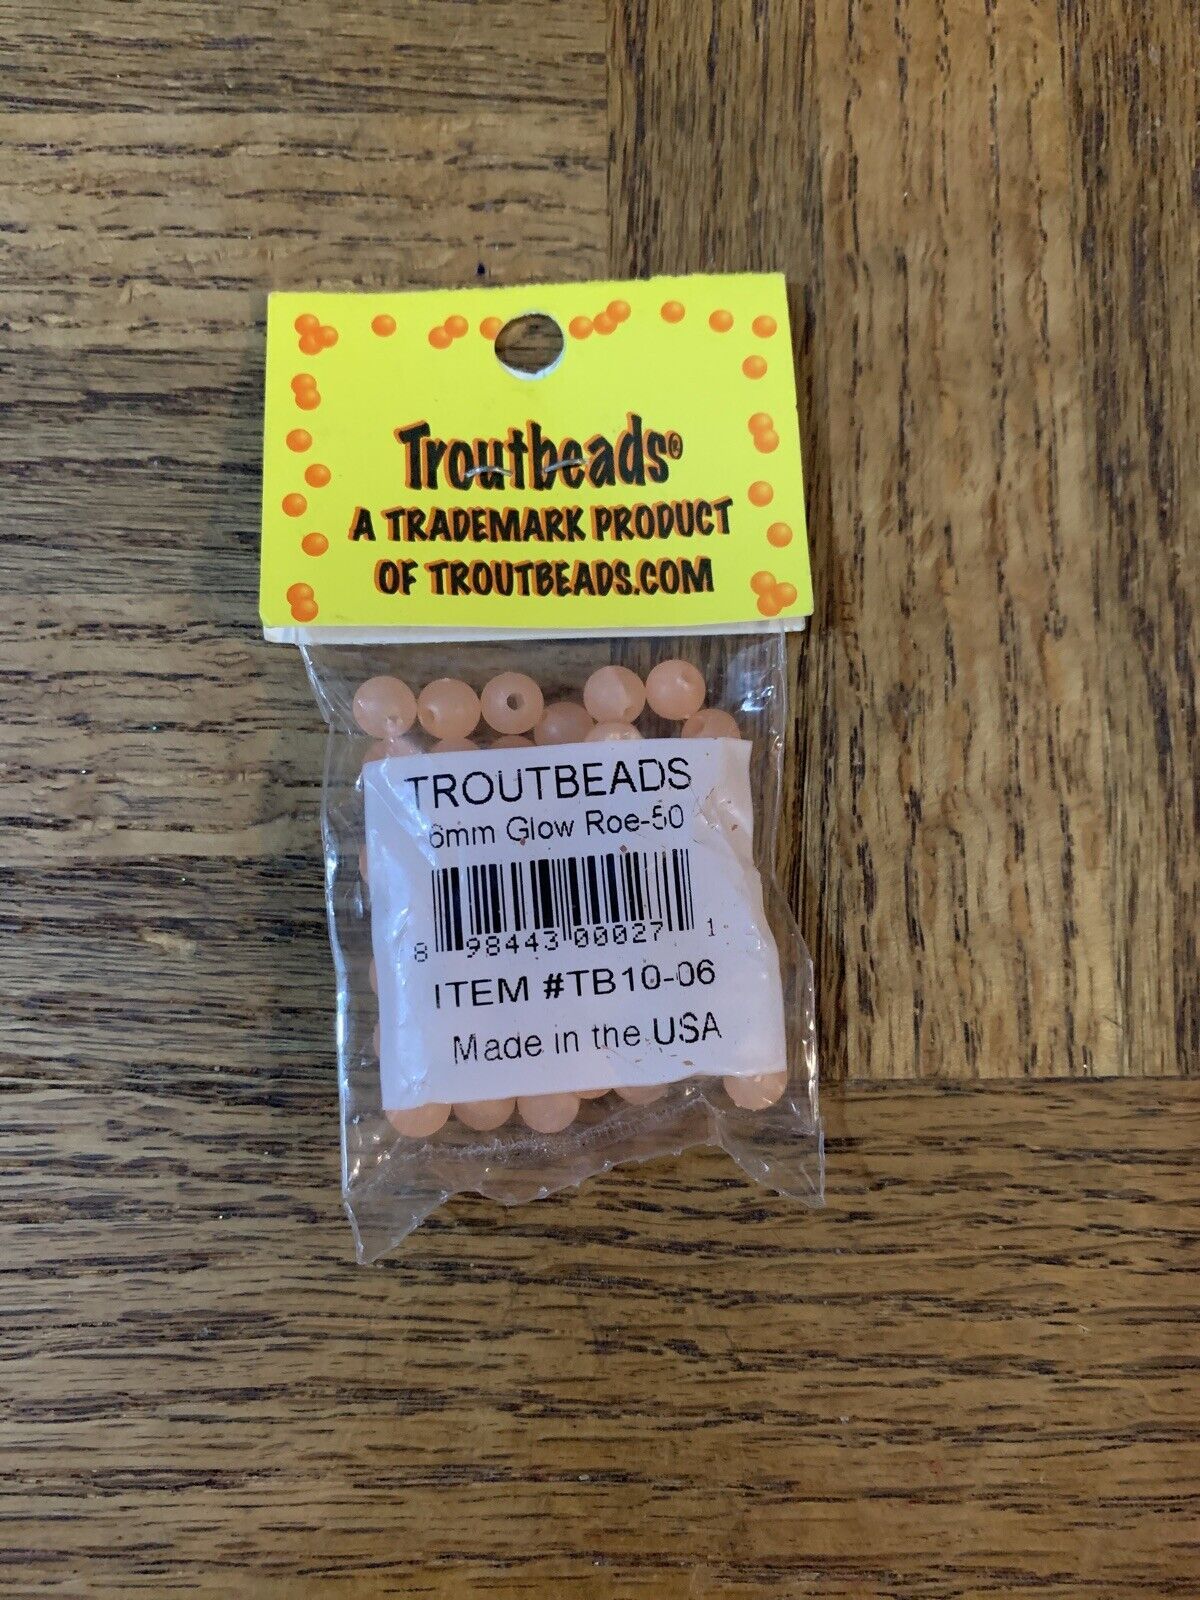 Troutbeads®
A TRADEMARK PRODUCT
OF TROUTBEADS.COM
TROUTBEADS
6mm Glow Roe-50
8 98443 00027 1
ITEM #TB10-06
Made in the USA